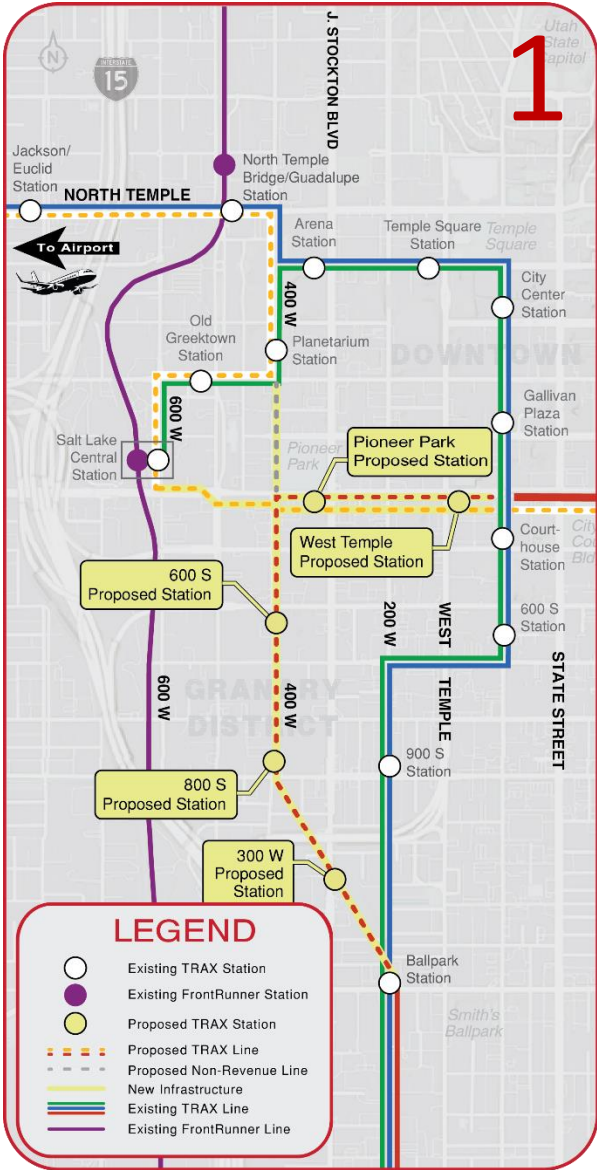 1
Utah
State
Capitol
N
INTERSTATE
15
J. STOCKTON BLVD
Jackson/
Euclid
Station
NORTH TEMPLE
North Temple
Bridge/Guadalupe
Station
To Airport
Arena
Station
Temple Square
Station
Temple
Square
City
Center
Station
400 W
Planetarium
Station
Old
Greektown
Station
DOWNTOWN
600 W
Gallivan
Plaza
Station
Salt Lake
Central
Station
Pioneer
Park
Pioneer Park
Proposed Station
West Temple
Proposed Station
Court-
house
Station
City
Co
Bld
600 S
Proposed Station
600 S
Station
200 W
WEST
TEMPLE
STATE STREET
600 W
400 W
GRANARY
DISTRICT
900 S
Station
800 S
Proposed Station
300 W
Proposed
Station
Ballpark
Station
Smith's
Ballpark
LEGEND
Existing TRAX Station
Existing FrontRunner Station
Proposed TRAX Station
Proposed TRAX Line
Proposed Non-Revenue Line
New Infrastructure
Existing TRAX Line
Existing FrontRunner Line